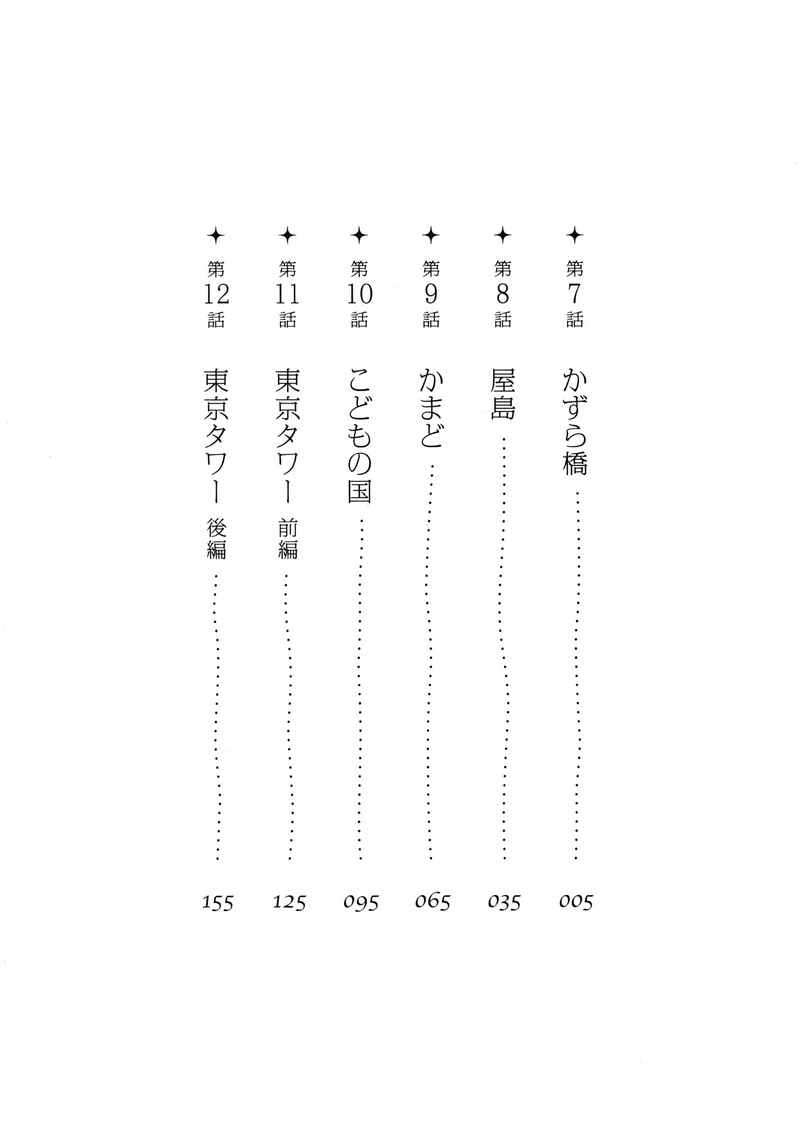 第7話 かずら橋 005
第8話 屋島 035
第9話 かまど 065
第10話 こどもの国 095
第11話 東京タワー 前編 125
第12話 東京タワー 後編 155